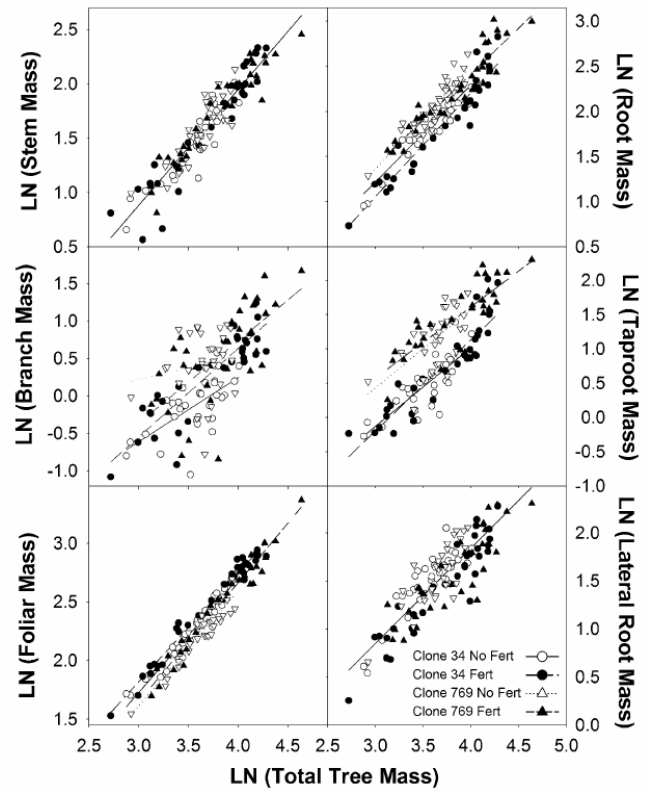 2.5
2.0
1.5
1.0
0.5
LN (Stem Mass)
3.0
2.5
2.0
1.5
1.0
0.5
LN (Root Mass)
1.5
1.0
0.5
0.0
-0.5
-1.0
LN (Branch Mass)
2.0
1.5
1.0
0.5
0.0
-0.5
-1.0
LN (Taproot Mass)
3.0
2.5
2.0
1.5
LN (Foliar Mass)
2.0
1.5
1.0
0.5
0.0
LN (Lateral Root Mass)
Clone 34 No Fert
Clone 34 Fert
Clone 769 No Fert
Clone 769 Fert
2.5 3.0 3.5 4.0 4.5 2.5 3.0 3.5 4.0 4.5 5.0
LN (Total Tree Mass)